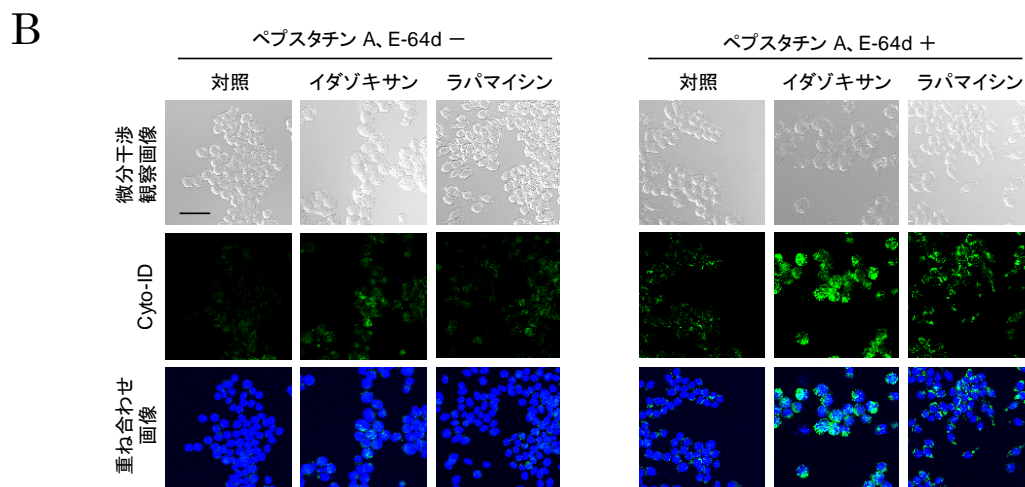 B
ペプスタチン A、E-64d −
ペプスタチン A、E-64d +
対照
イダゾキサン
ラパマイシン
対照
イダゾキサン
ラパマイシン
微分干渉
観察画像
Cyto-ID
重ね合わせ
画像